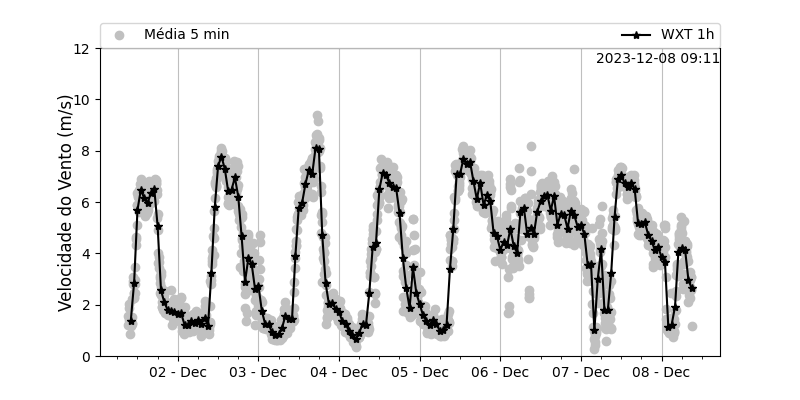 Média 5 min
WXT 1h
2023-12-08 09:11
Velocidade do Vento (m/s)
12
10
8
6
4
2
0
02 - Dec
03 - Dec
04 - Dec
05 - Dec
06 - Dec
07 - Dec
08 - Dec